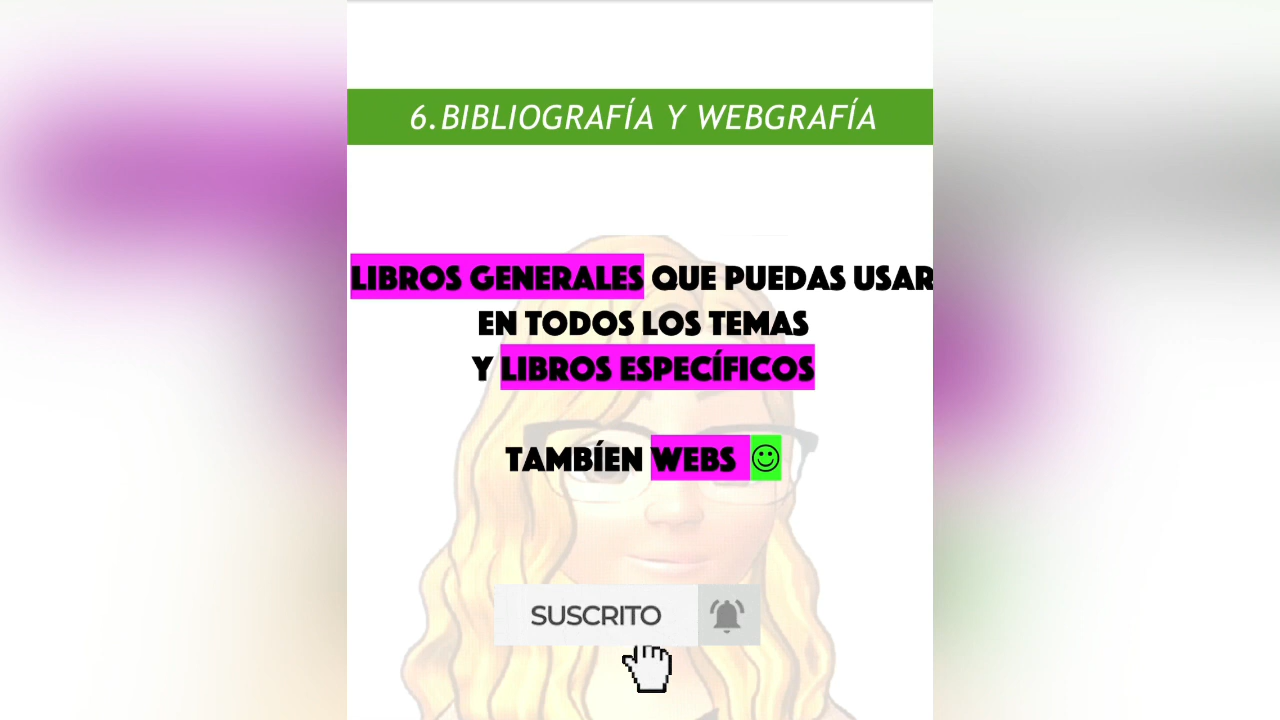 6.BIBLIOGRAFÍA Y WEBGRAFÍA
LIBROS GENERALES QUE PUEDAS USAR
EN TODOS LOS TEMAS
Y LIBROS ESPECÍFICOS
TAMBÍEN WEBS ☺
SUSCRITO